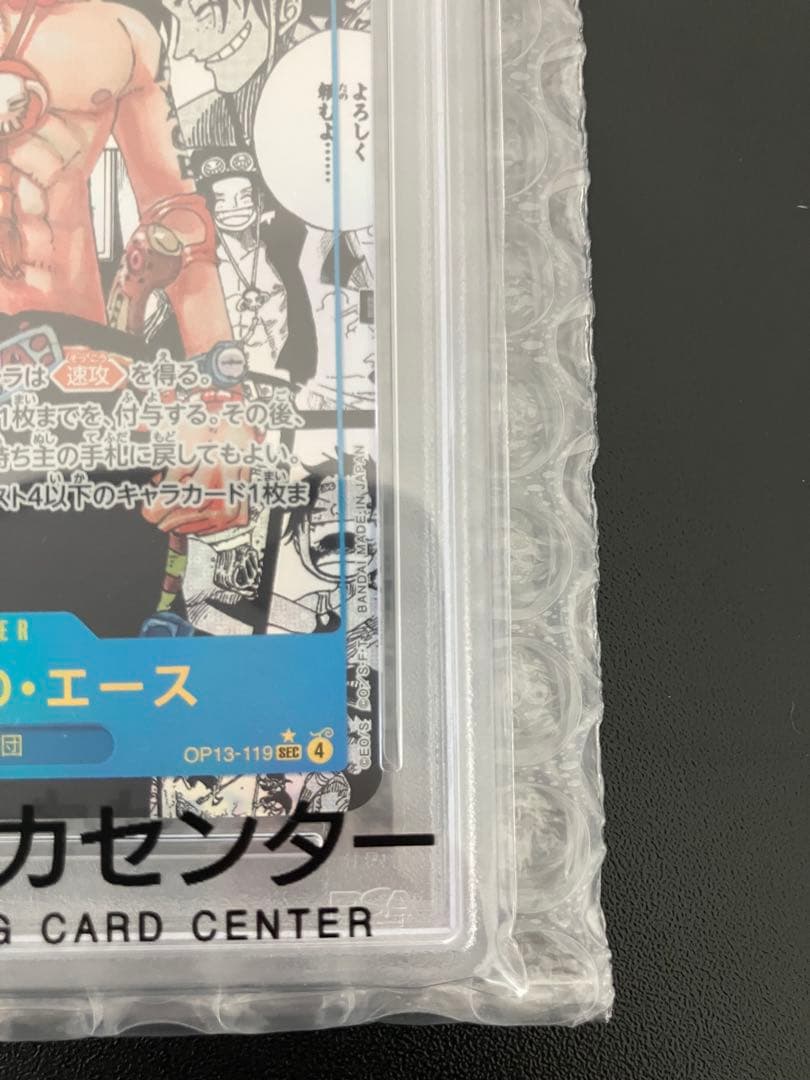 よろしく
頼むよ……
ラは 速攻 を得る。
1枚までを、付与する。その後、
持ち主の手札に戻してもよい。
スト4以下のキャラカード1枚ま
BANDAI MADE IN JAPAN
©EO/S ©O/S・F・T
ER
D・エース
団
OP13-119 SEC 4
カセンター
G CARD CENTER
PSA